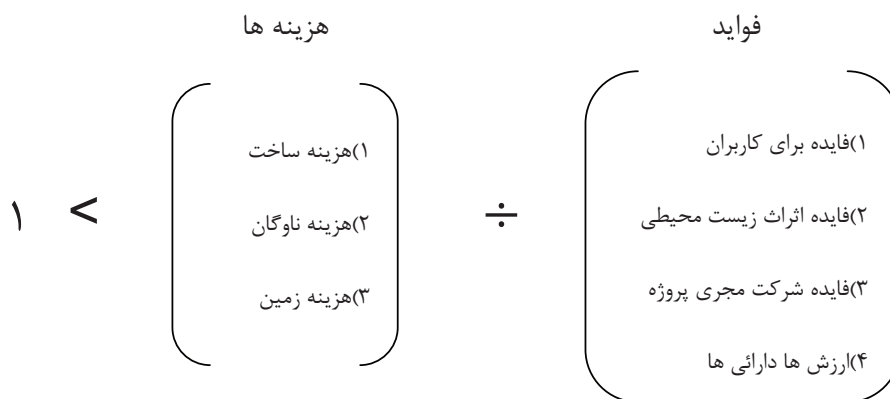 فواید
۱)فایده برای کاربران
۲)فایده اثراث زیست محیطی
۳)فایده شرکت مجری پروژه
۴)ارزش ها دارائی ها
÷
هزینه ها
۱)هزینه ساخت
۲)هزینه ناوگان
۳)هزینه زمین
< ۱